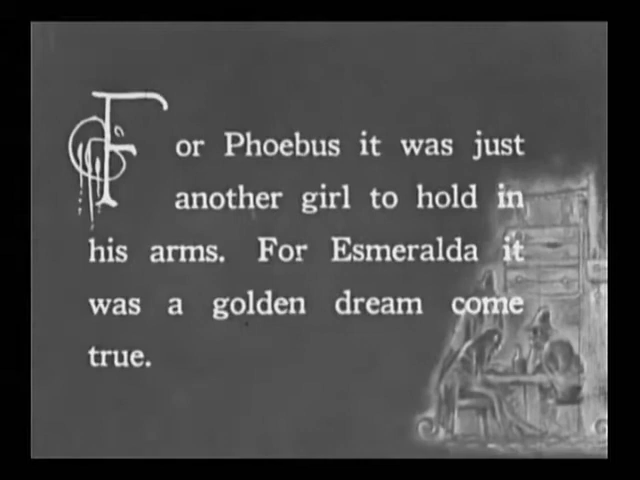 For Phoebus it was just
another girl to hold in
his arms. For Esmeralda it
was a golden dream come
true.